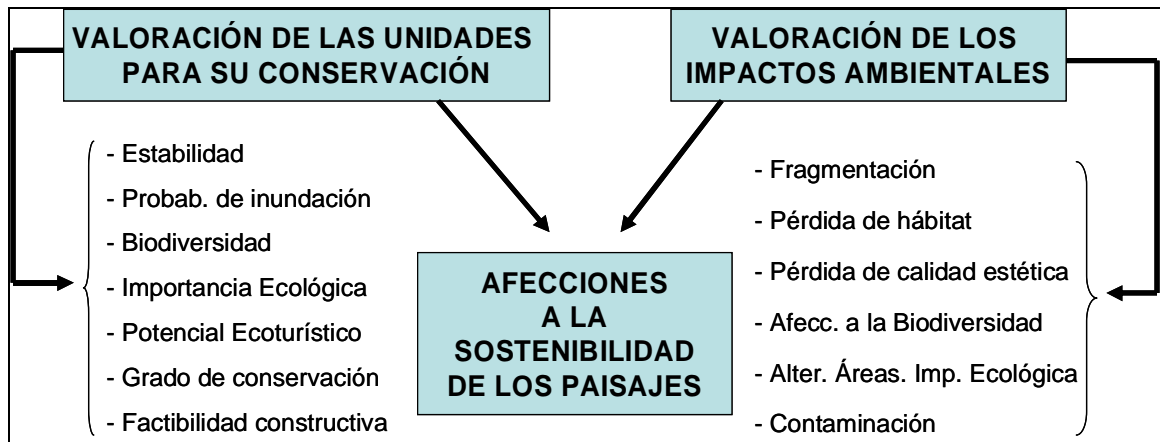 VALORACIÓN DE LAS UNIDADES
PARA SU CONSERVACIÓN
VALORACIÓN DE LOS
IMPACTOS AMBIENTALES
- Estabilidad
- Probab. de inundación
- Biodiversidad
- Importancia Ecológica
- Potencial Ecoturístico
- Grado de conservación
- Factibilidad constructiva
AFECCIONES
A LA
SOSTENIBILIDAD
DE LOS PAISAJES
- Fragmentación
- Pérdida de hábitat
- Pérdida de calidad estética
- Afecc. a la Biodiversidad
- Alter. Áreas. Imp. Ecológica
- Contaminación